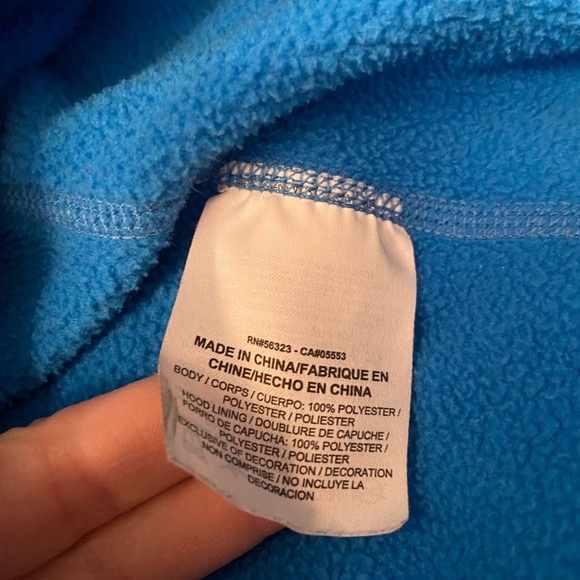 RN#56323 - CA#05553
MADE IN CHINA/FABRIQUE EN
CHINE/HECHO EN CHINA
BODY / CORPS / CUERPO: 100% POLYESTER /
POLYESTER / POLIESTER
HOOD LINING / DOUBLURE DE CAPUCHE /
FORRO DE CAPUCHA: 100% POLYESTER /
POLYESTER / POLIESTER
EXCLUSIVE OF DECORATION / DECORATION
NON COMPRISE / NO INCLUYE LA
DECORACION